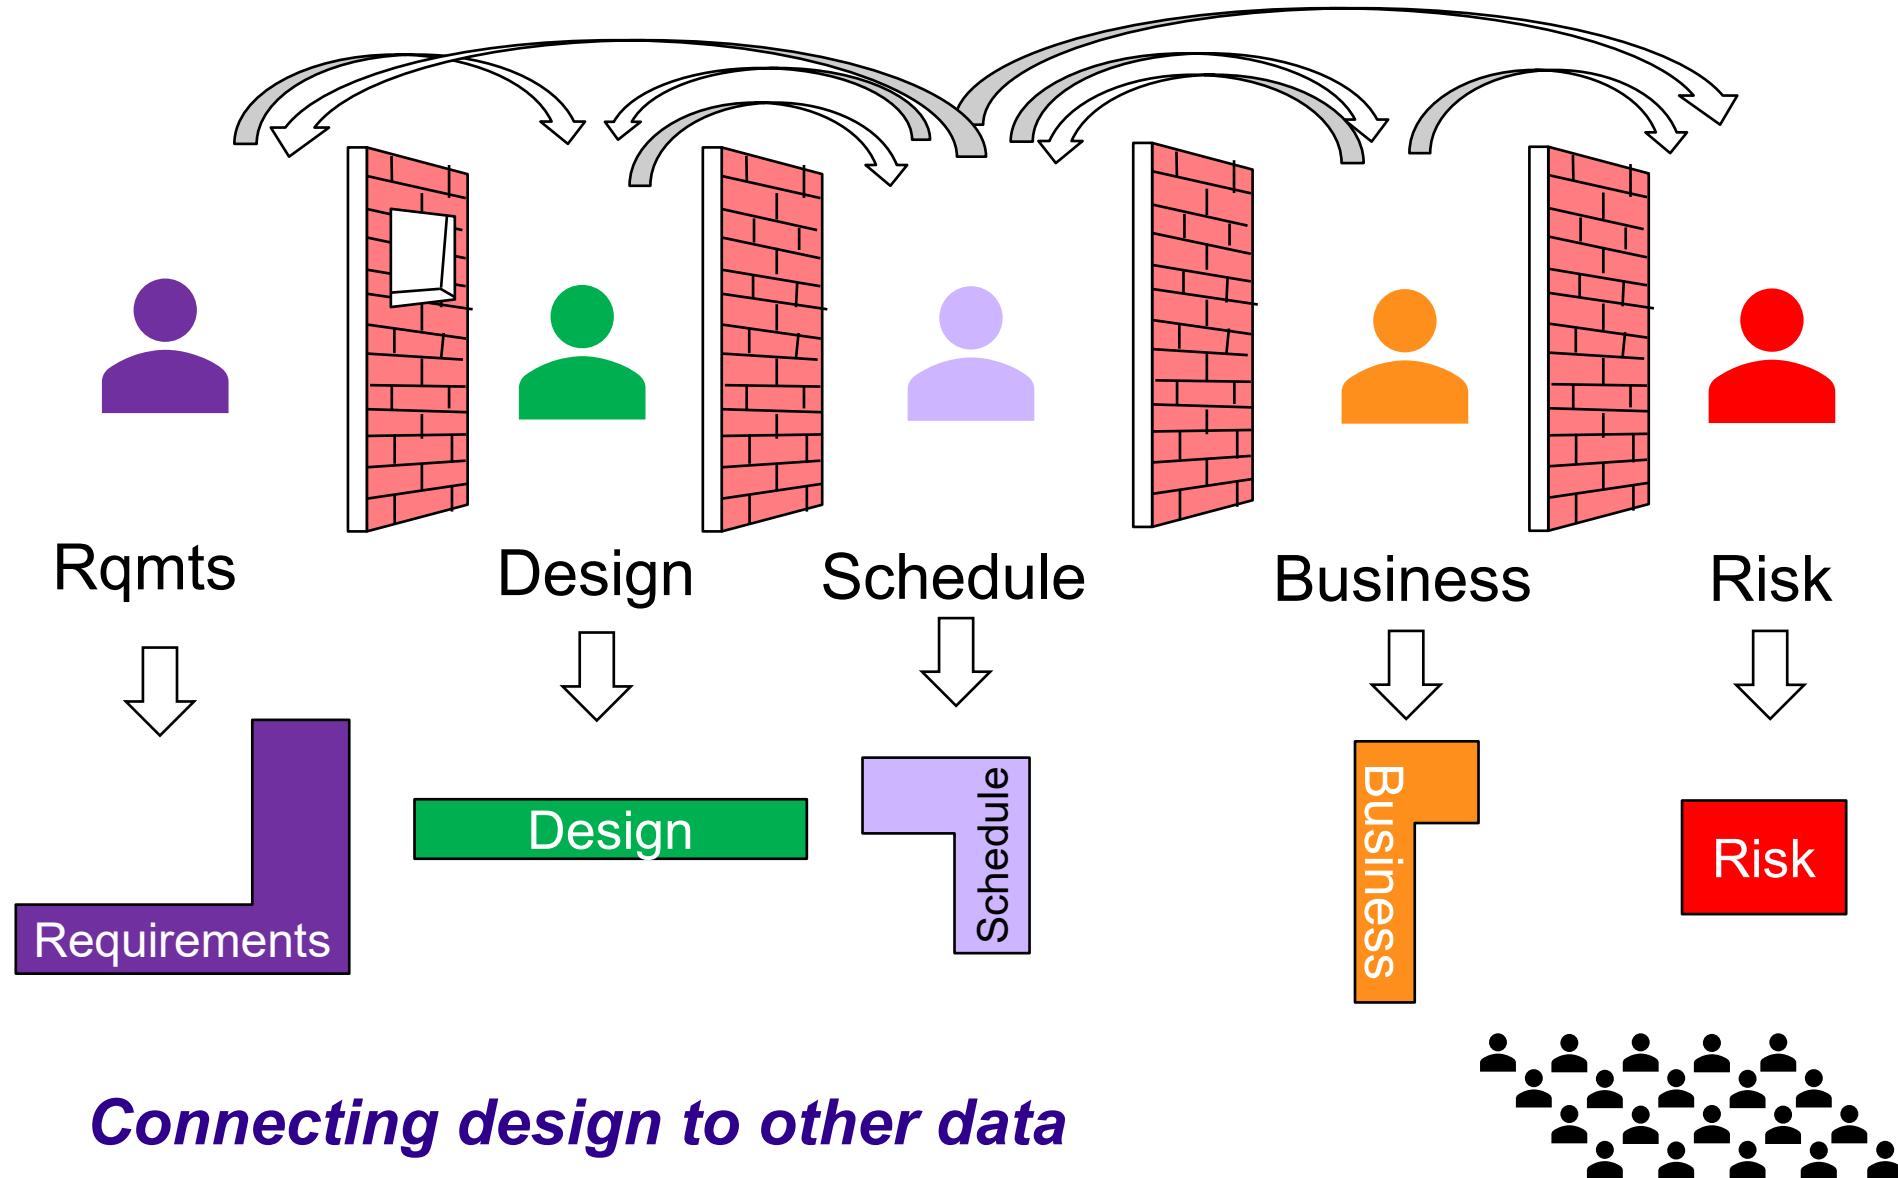 Rqmts
Design
Schedule
Business
Risk
Requirements
Design
Schedule
Business
Risk
Connecting design to other data